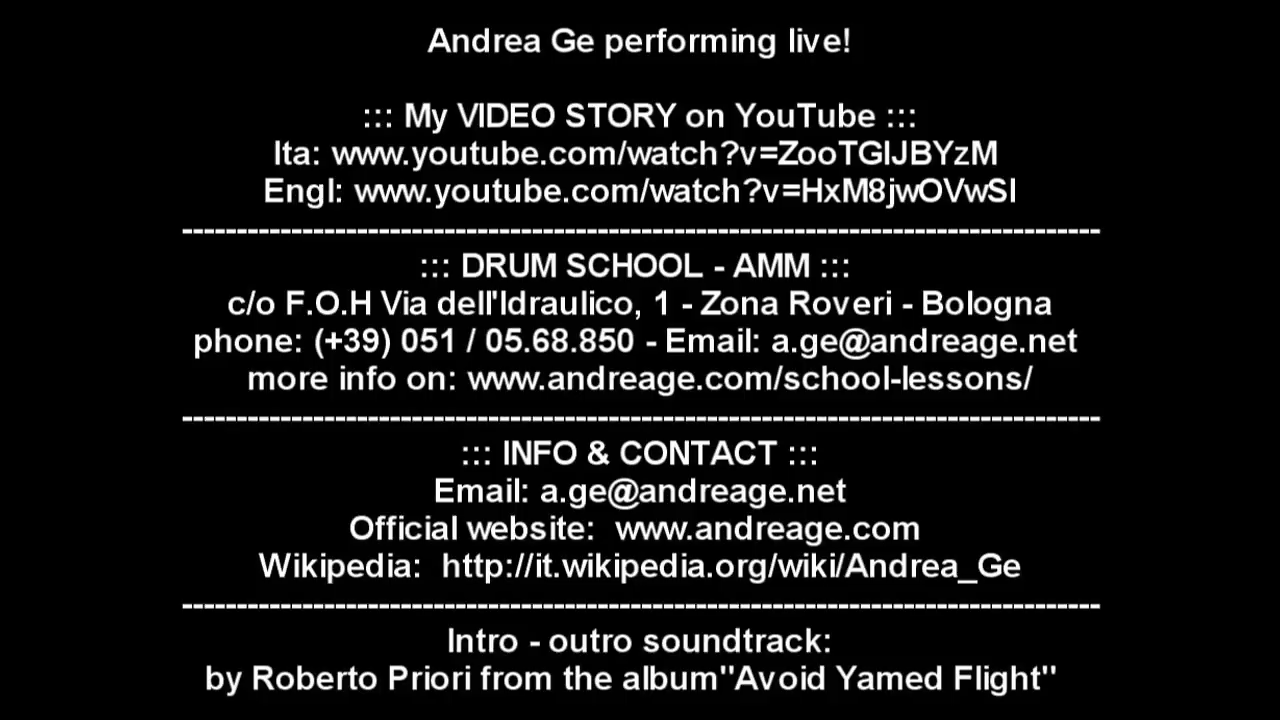 Andrea Ge performing live!
::: My VIDEO STORY on YouTube :::
Ita: www.youtube.com/watch?v=ZooTGIJBYzM
Engl: www.youtube.com/watch?v=HxM8jwOVwSI
-------------------------------------------------------------------------------------
::: DRUM SCHOOL - AMM :::
c/o F.O.H Via dell'Idraulico, 1 - Zona Roveri - Bologna
phone: (+39) 051 / 05.68.850 - Email: a.ge@andreage.net
more info on: www.andreage.com/school-lessons/
-------------------------------------------------------------------------------------
::: INFO & CONTACT :::
Email: a.ge@andreage.net
Official website:  www.andreage.com
Wikipedia:  http://it.wikipedia.org/wiki/Andrea_Ge
-------------------------------------------------------------------------------------
Intro - outro soundtrack:
by Roberto Priori from the album"Avoid Yamed Flight"